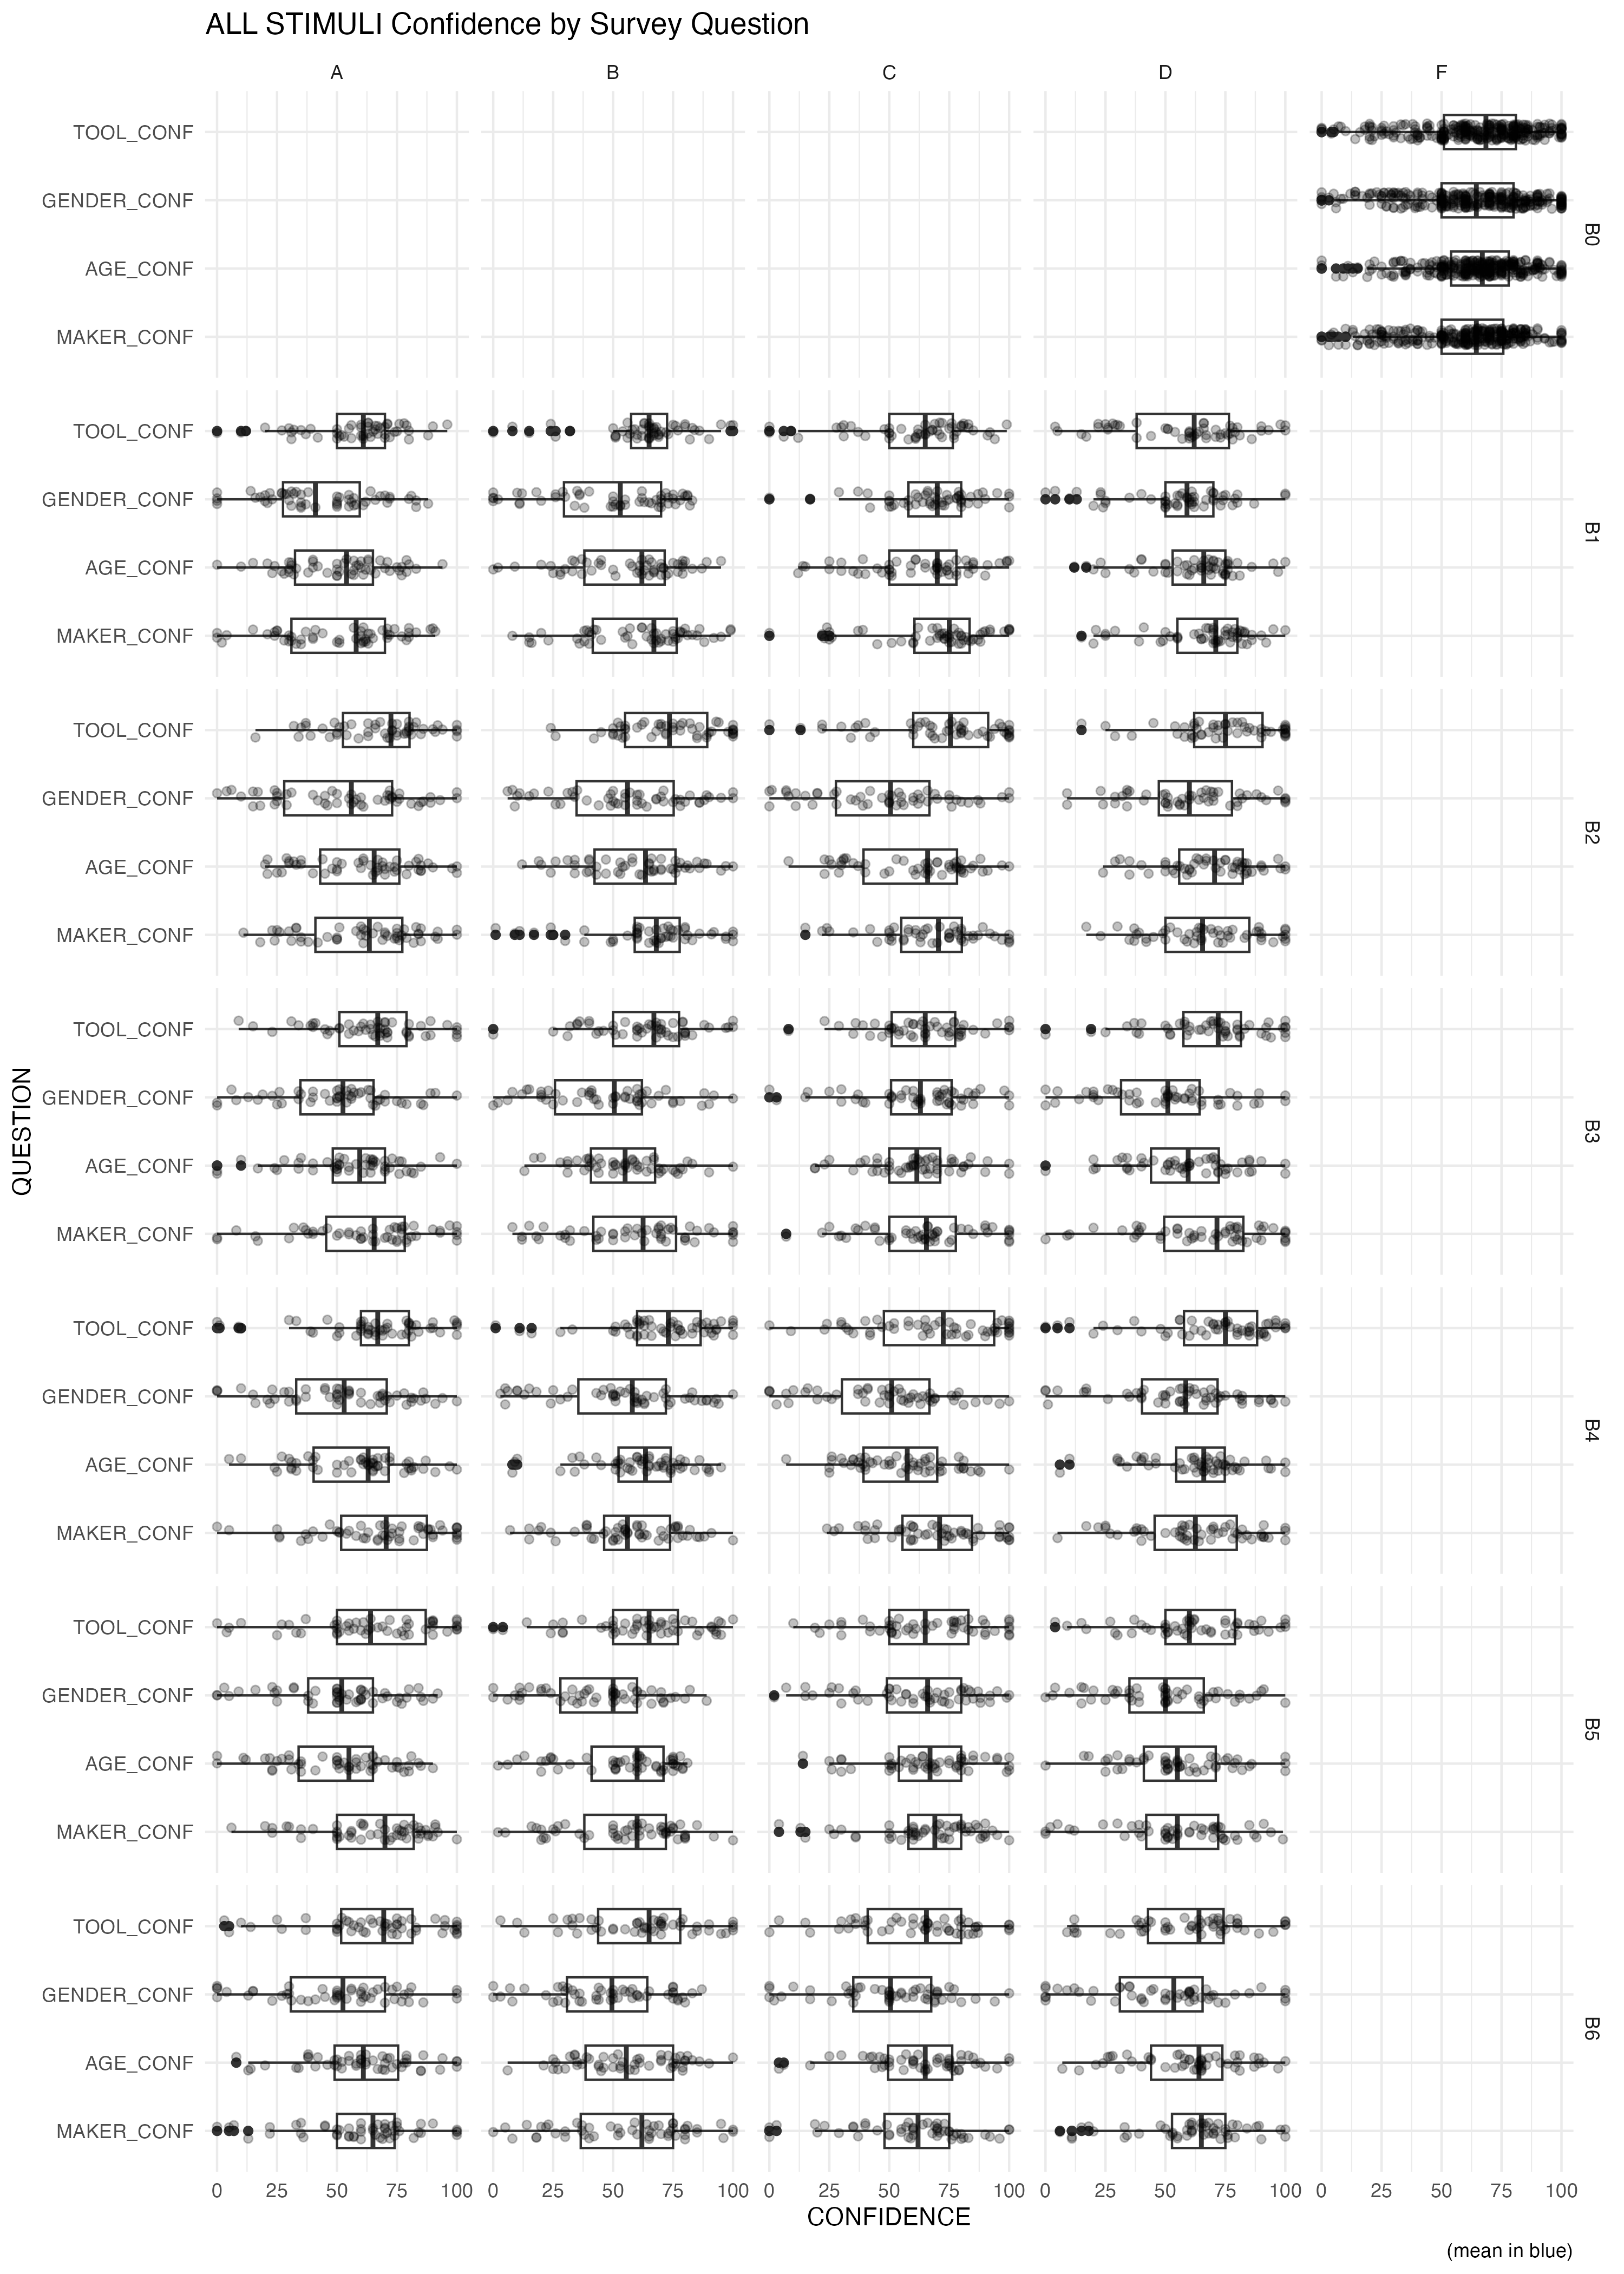 ALL STIMULI Confidence by Survey Question
A B C D F
TOOL_CONF
GENDER_CONF
AGE_CONF
MAKER_CONF
B0
TOOL_CONF
GENDER_CONF
AGE_CONF
MAKER_CONF
B1
TOOL_CONF
GENDER_CONF
AGE_CONF
MAKER_CONF
B2
TOOL_CONF
GENDER_CONF
AGE_CONF
MAKER_CONF
B3
QUESTION
TOOL_CONF
GENDER_CONF
AGE_CONF
MAKER_CONF
B4
TOOL_CONF
GENDER_CONF
AGE_CONF
MAKER_CONF
B5
TOOL_CONF
GENDER_CONF
AGE_CONF
MAKER_CONF
B6
0 25 50 75 100 0 25 50 75 100 0 25 50 75 100 0 25 50 75 100 0 25 50 75 100
CONFIDENCE
(mean in blue)